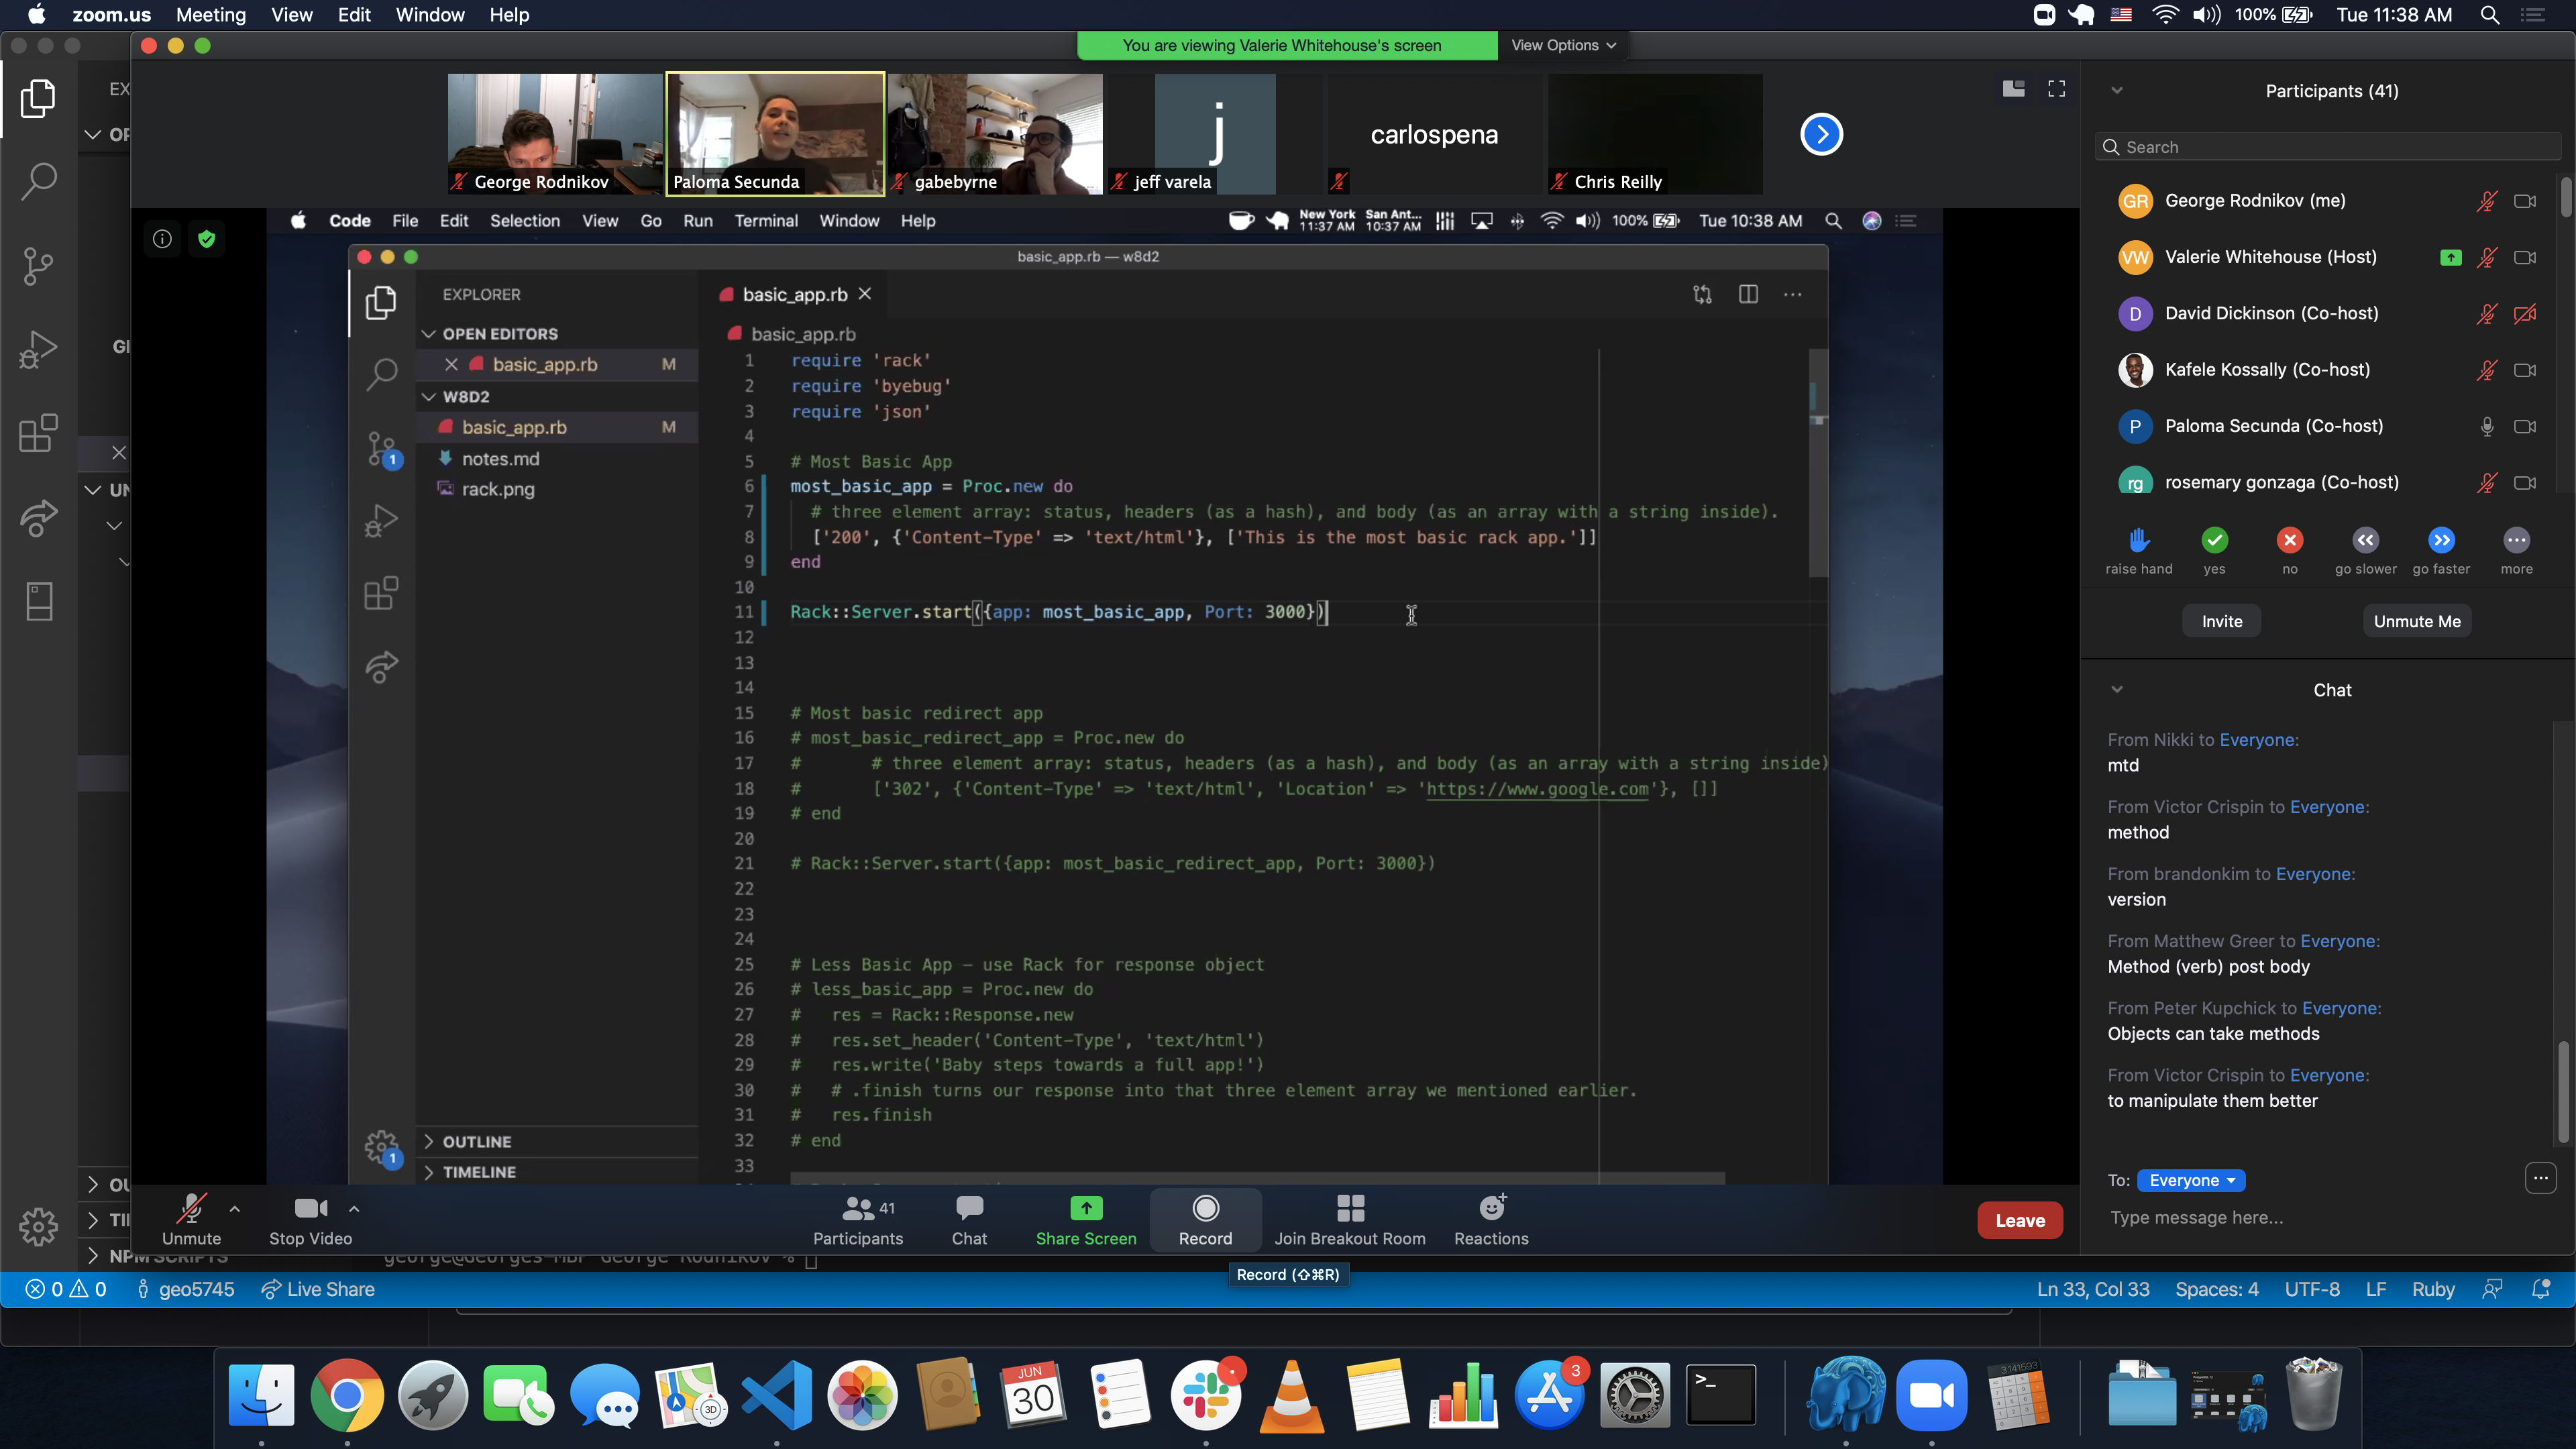 zoom.us Meeting View Edit Window Help
100% Tue 11:38 AM
You are viewing Valerie Whitehouse's screen View Options
EX
OP
GI
UN
OU
TII
NPM SCRIPTS
George Rodnikov
Paloma Secunda
gabebyrne
j
jeff varela
carlospena
Chris Reilly
Code File Edit Selection View Go Run Terminal Window Help
New York 11:37 AM San Ant... 10:37 AM 100% Tue 10:38 AM
basic_app.rb — w8d2
EXPLORER
OPEN EDITORS
basic_app.rb M
W8D2
basic_app.rb M
notes.md
rack.png
1
OUTLINE
TIMELINE
1
basic_app.rb
basic_app.rb
1 require 'rack'
2 require 'byebug'
3 require 'json'
4
5 # Most Basic App
6 most_basic_app = Proc.new do
7 # three element array: status, headers (as a hash), and body (as an array with a string inside).
8 ['200', {'Content-Type' => 'text/html'}, ['This is the most basic rack app.']]
9 end
10
11 Rack::Server.start({app: most_basic_app, Port: 3000})
12
13
14
15 # Most basic redirect app
16 # most_basic_redirect_app = Proc.new do
17 # # three element array: status, headers (as a hash), and body (as an array with a string inside)
18 # ['302', {'Content-Type' => 'text/html', 'Location' => 'https://www.google.com'}, []]
19 # end
20
21 # Rack::Server.start({app: most_basic_redirect_app, Port: 3000})
22
23
24
25 # Less Basic App – use Rack for response object
26 # less_basic_app = Proc.new do
27 # res = Rack::Response.new
28 # res.set_header('Content-Type', 'text/html')
29 # res.write('Baby steps towards a full app!')
30 # # .finish turns our response into that three element array we mentioned earlier.
31 # res.finish
32 # end
33
Participants (41)
Search
GR George Rodnikov (me)
VW Valerie Whitehouse (Host)
D David Dickinson (Co-host)
Kafele Kossally (Co-host)
P Paloma Secunda (Co-host)
rg rosemary gonzaga (Co-host)
raise hand yes no go slower go faster more
Invite Unmute Me
Chat
From Nikki to Everyone:
mtd
From Victor Crispin to Everyone:
method
From brandonkim to Everyone:
version
From Matthew Greer to Everyone:
Method (verb) post body
From Peter Kupchick to Everyone:
Objects can take methods
From Victor Crispin to Everyone:
to manipulate them better
To: Everyone
Type message here...
Unmute Stop Video Participants 41 Chat Share Screen Record Join Breakout Room Reactions Leave
george@Georges-MBP George Rodnikov %
Record (⇧⌘R)
0 0 geo5745 Live Share Ln 33, Col 33 Spaces: 4 UTF-8 LF Ruby
JUN
30
3D
3
>_
3.141593